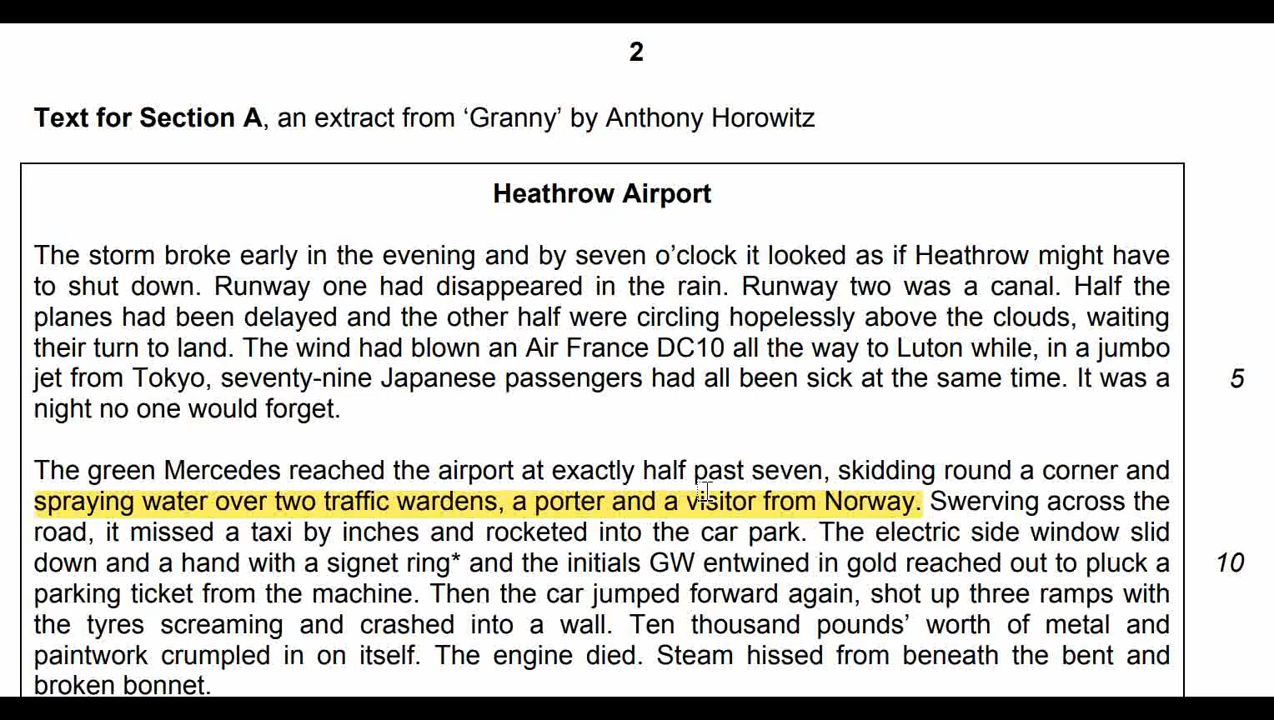 2
Text for Section A, an extract from ‘Granny’ by Anthony Horowitz
Heathrow Airport
The storm broke early in the evening and by seven o’clock it looked as if Heathrow might have
to shut down. Runway one had disappeared in the rain. Runway two was a canal. Half the
planes had been delayed and the other half were circling hopelessly above the clouds, waiting
their turn to land. The wind had blown an Air France DC10 all the way to Luton while, in a jumbo
jet from Tokyo, seventy-nine Japanese passengers had all been sick at the same time. It was a
5
night no one would forget.
The green Mercedes reached the airport at exactly half past seven, skidding round a corner and
spraying water over two traffic wardens, a porter and a visitor from Norway. Swerving across the
road, it missed a taxi by inches and rocketed into the car park. The electric side window slid
down and a hand with a signet ring* and the initials GW entwined in gold reached out to pluck a
10
parking ticket from the machine. Then the car jumped forward again, shot up three ramps with
the tyres screaming and crashed into a wall. Ten thousand pounds’ worth of metal and
paintwork crumpled in on itself. The engine died. Steam hissed from beneath the bent and
broken bonnet.